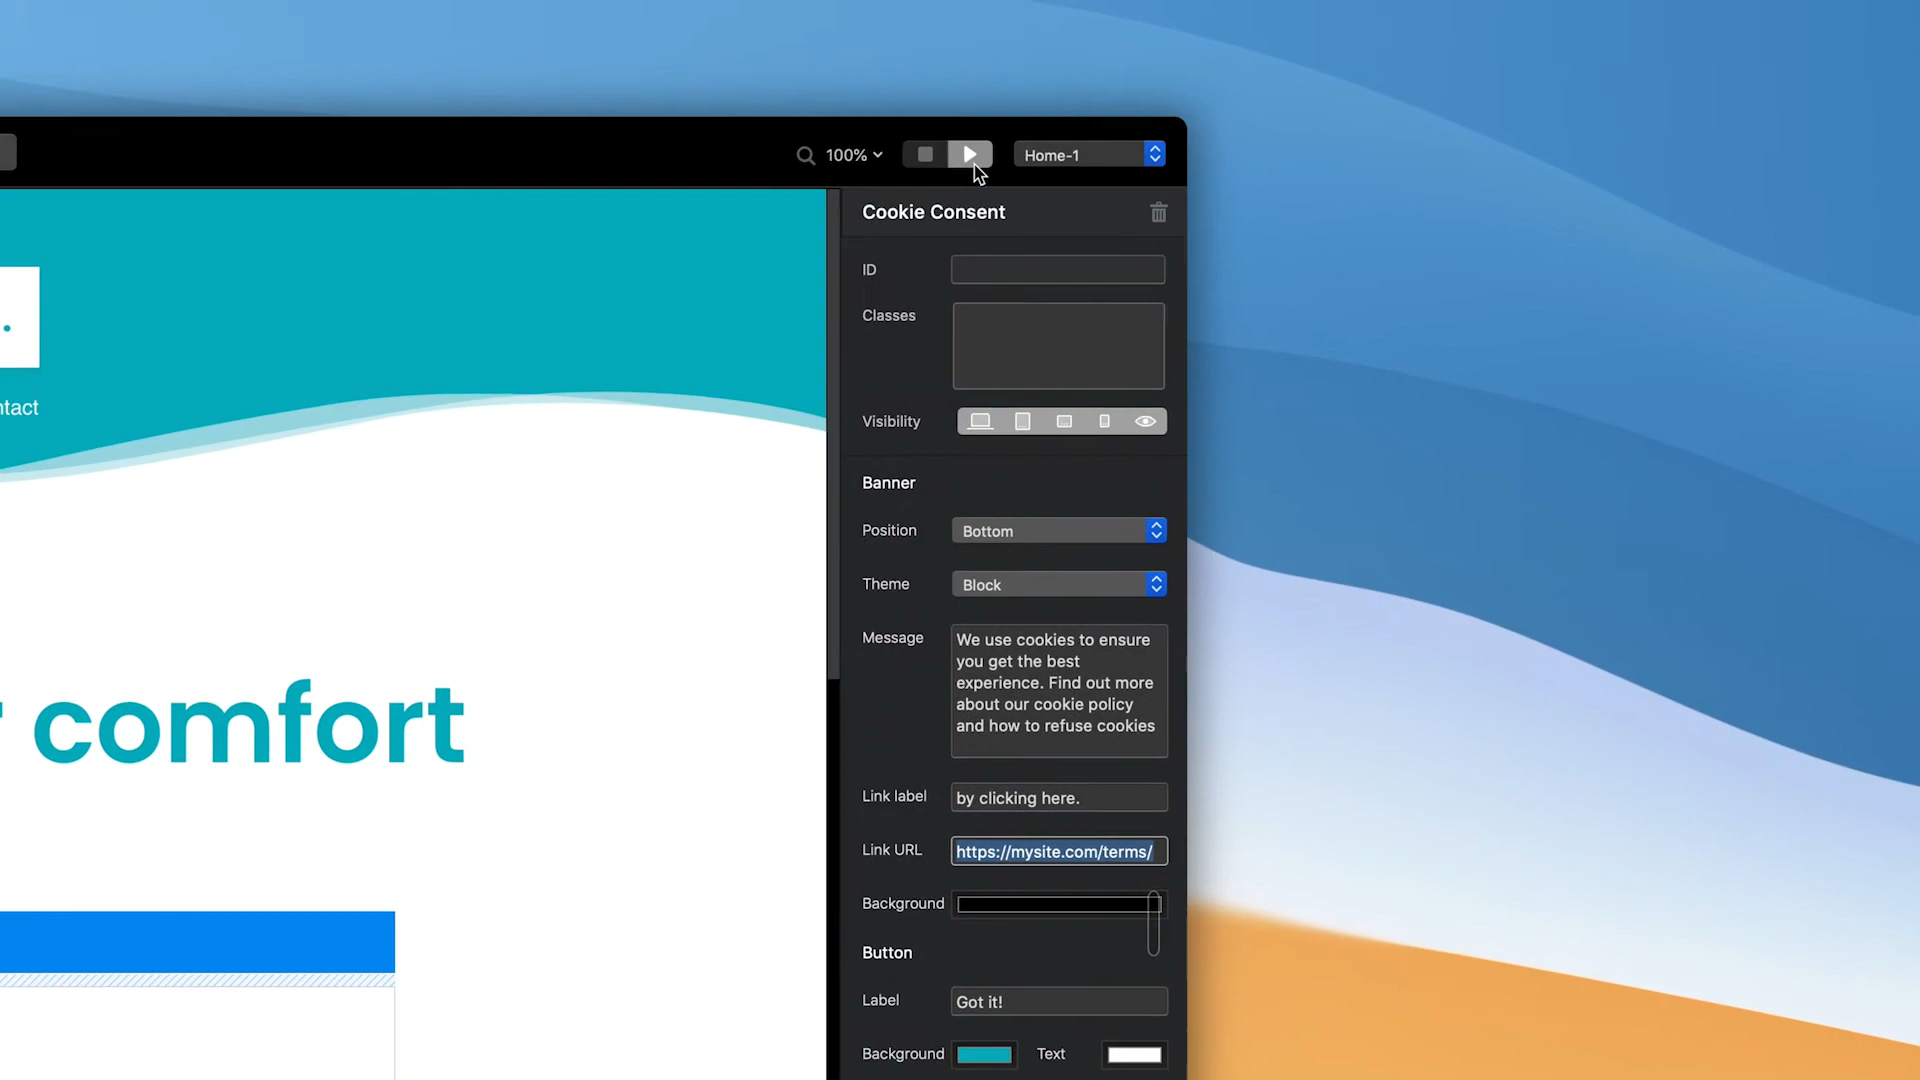 100%
Home-1
Cookie Consent
ID
Classes
ntact
Visibility
Banner
Position
Bottom
Theme
Block
Message
We use cookies to ensure
you get the best
experience. Find out more
about our cookie policy
and how to refuse cookies
comfort
Link label
by clicking here.
Link URL
https://mysite.com/terms/
Background
Button
Label
Got it!
Background
Text